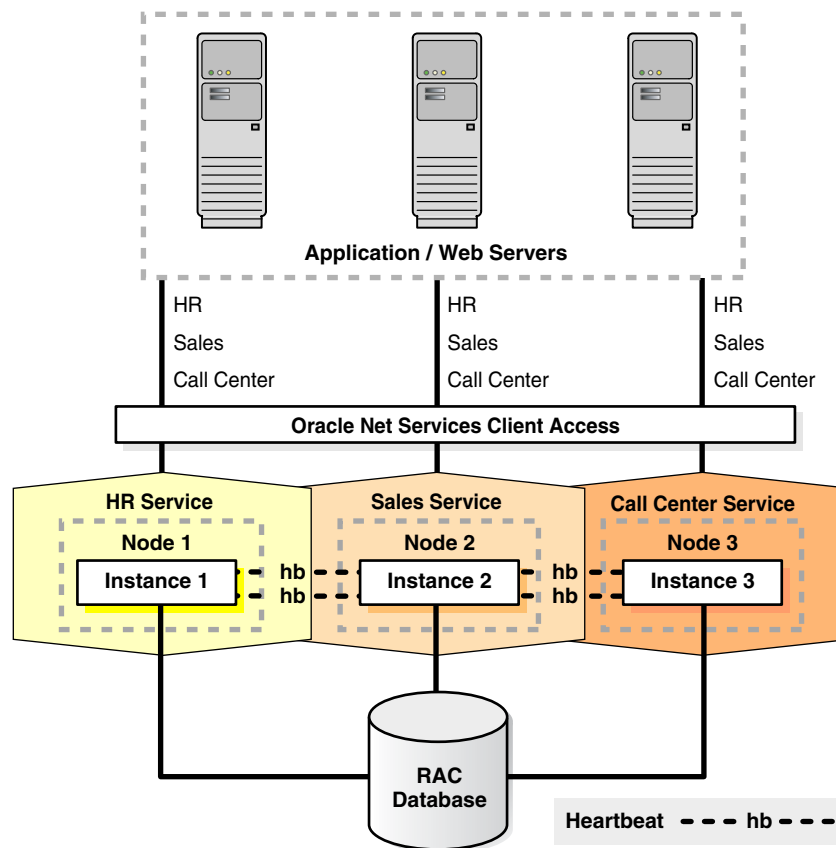 Application / Web Servers
HR
Sales
Call Center
HR
Sales
Call Center
HR
Sales
Call Center
Oracle Net Services Client Access
HR Service
Sales Service
Call Center Service
Node 1
Node 2
Node 3
Instance 1
hb
hb
Instance 2
hb
hb
Instance 3
RAC
Database
Heartbeat hb